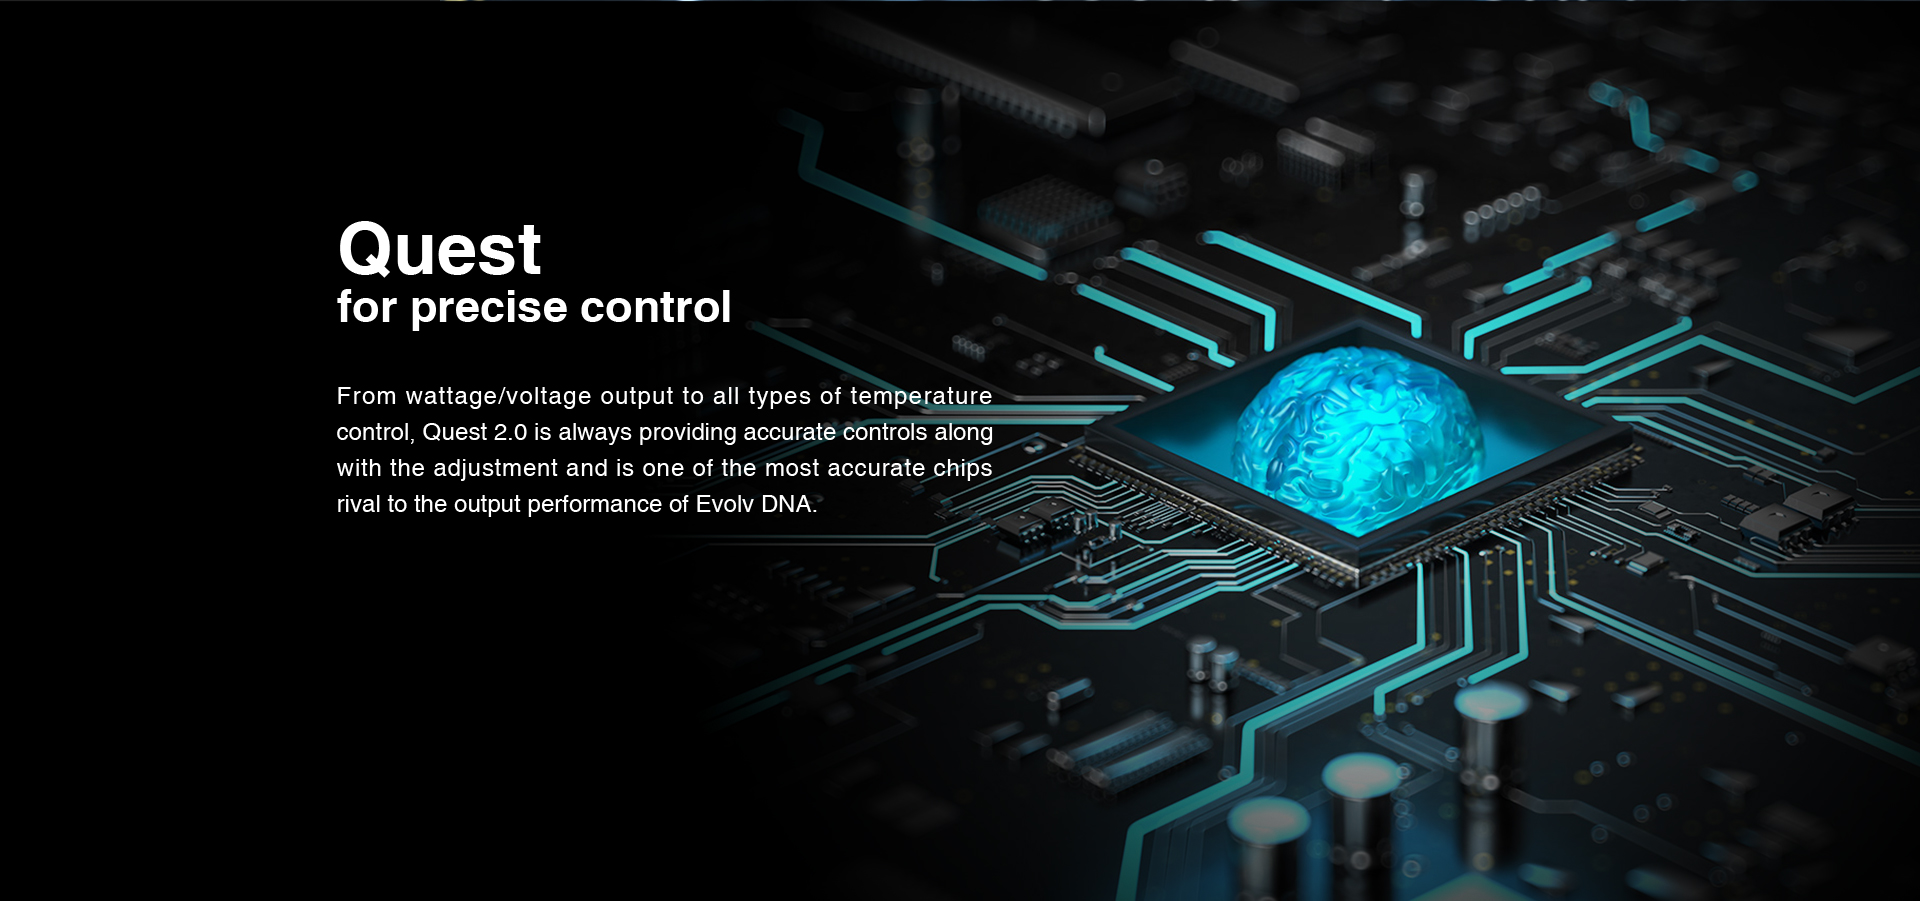 Quest
for precise control
From wattage/voltage output to all types of temperature
control, Quest 2.0 is always providing accurate controls along
with the adjustment and is one of the most accurate chips
rival to the output performance of Evolv DNA.